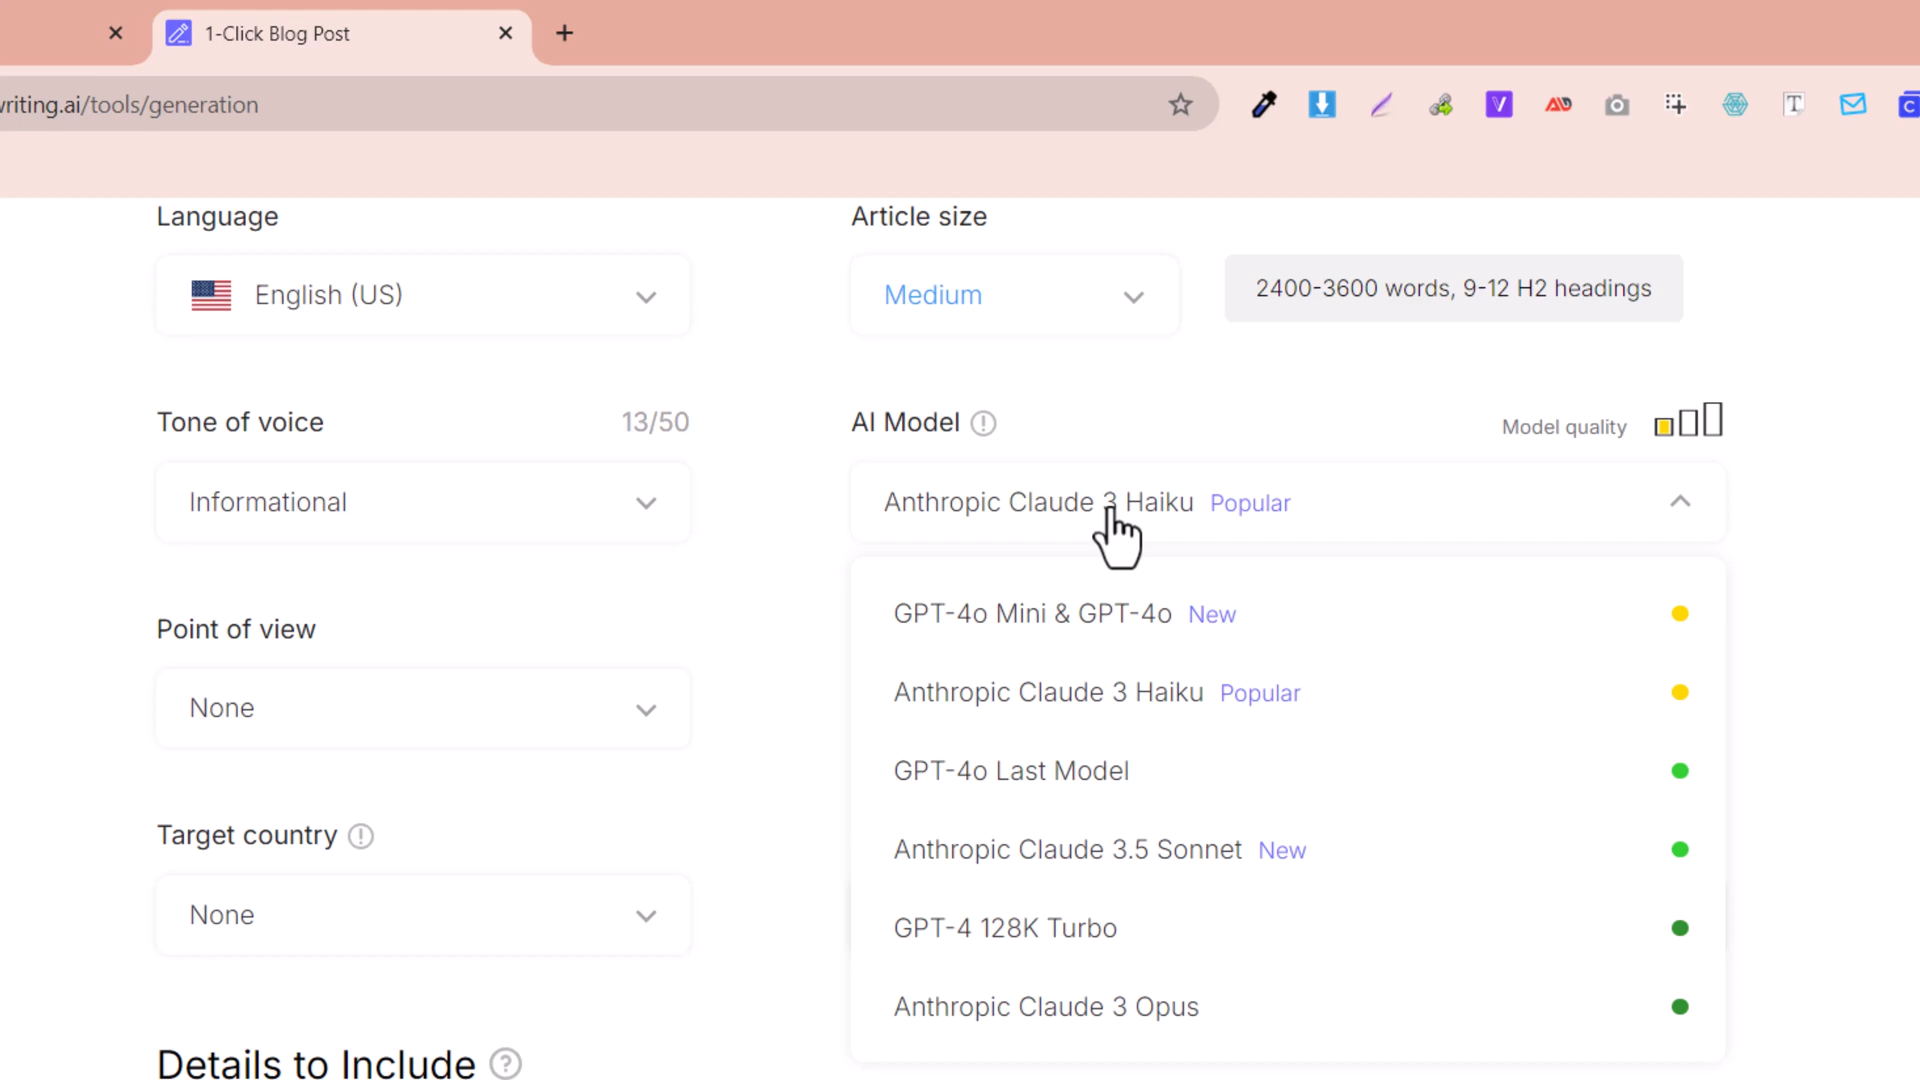 1-Click Blog Post
writing.ai/tools/generation
Language
Article size
English (US)
Medium
2400-3600 words, 9-12 H2 headings
Tone of voice
13/50
AI Model
Model quality
Informational
Anthropic Claude 3 Haiku Popular
Point of view
GPT-4o Mini & GPT-4o New
None
Anthropic Claude 3 Haiku Popular
GPT-4o Last Model
Target country
Anthropic Claude 3.5 Sonnet New
None
GPT-4 128K Turbo
Anthropic Claude 3 Opus
Details to Include